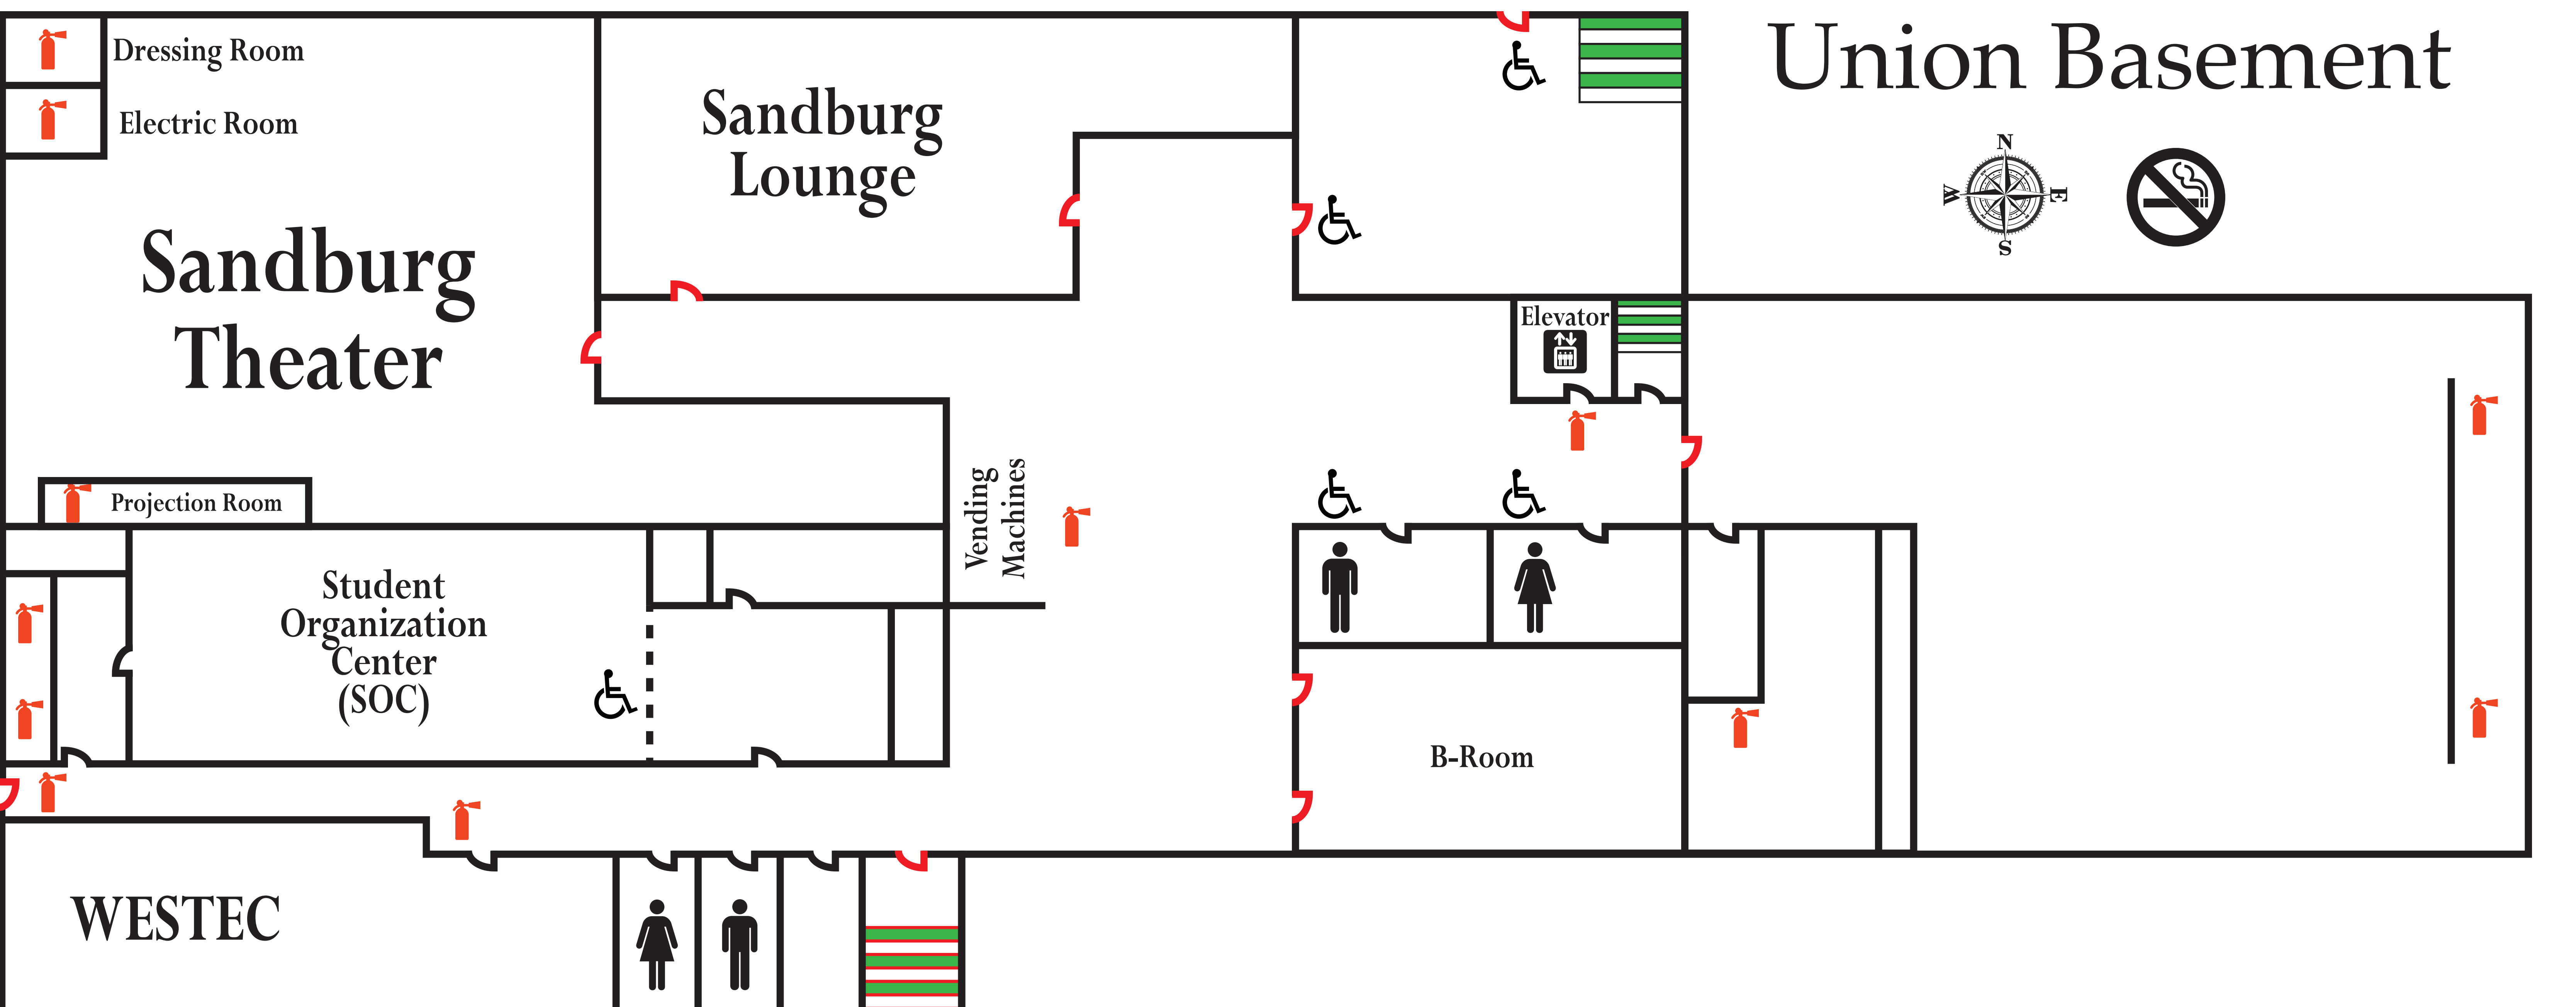 Union Basement
Dressing Room
Electric Room
Sandburg
Lounge
N
W
E
S
Sandburg
Theater
Elevator
Projection Room
Vending
Machines
Student
Organization
Center
(SOC)
B-Room
WESTEC